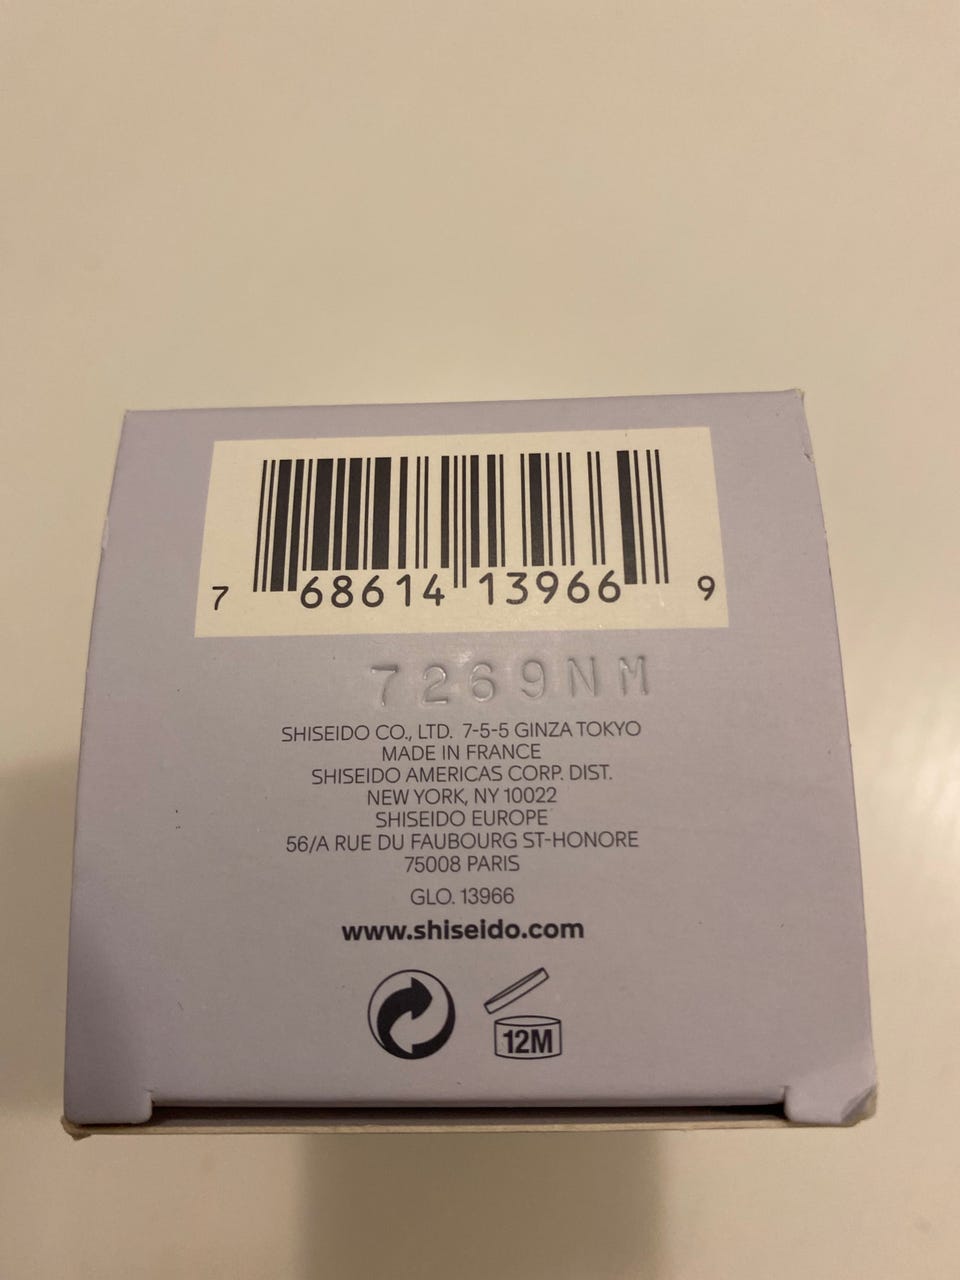 7 68614 13966 9
7269NM
SHISEIDO CO., LTD. 7-5-5 GINZA TOKYO
MADE IN FRANCE
SHISEIDO AMERICAS CORP. DIST.
NEW YORK, NY 10022
SHISEIDO EUROPE
56/A RUE DU FAUBOURG ST-HONORE
75008 PARIS
GLO. 13966
www.shiseido.com
12M